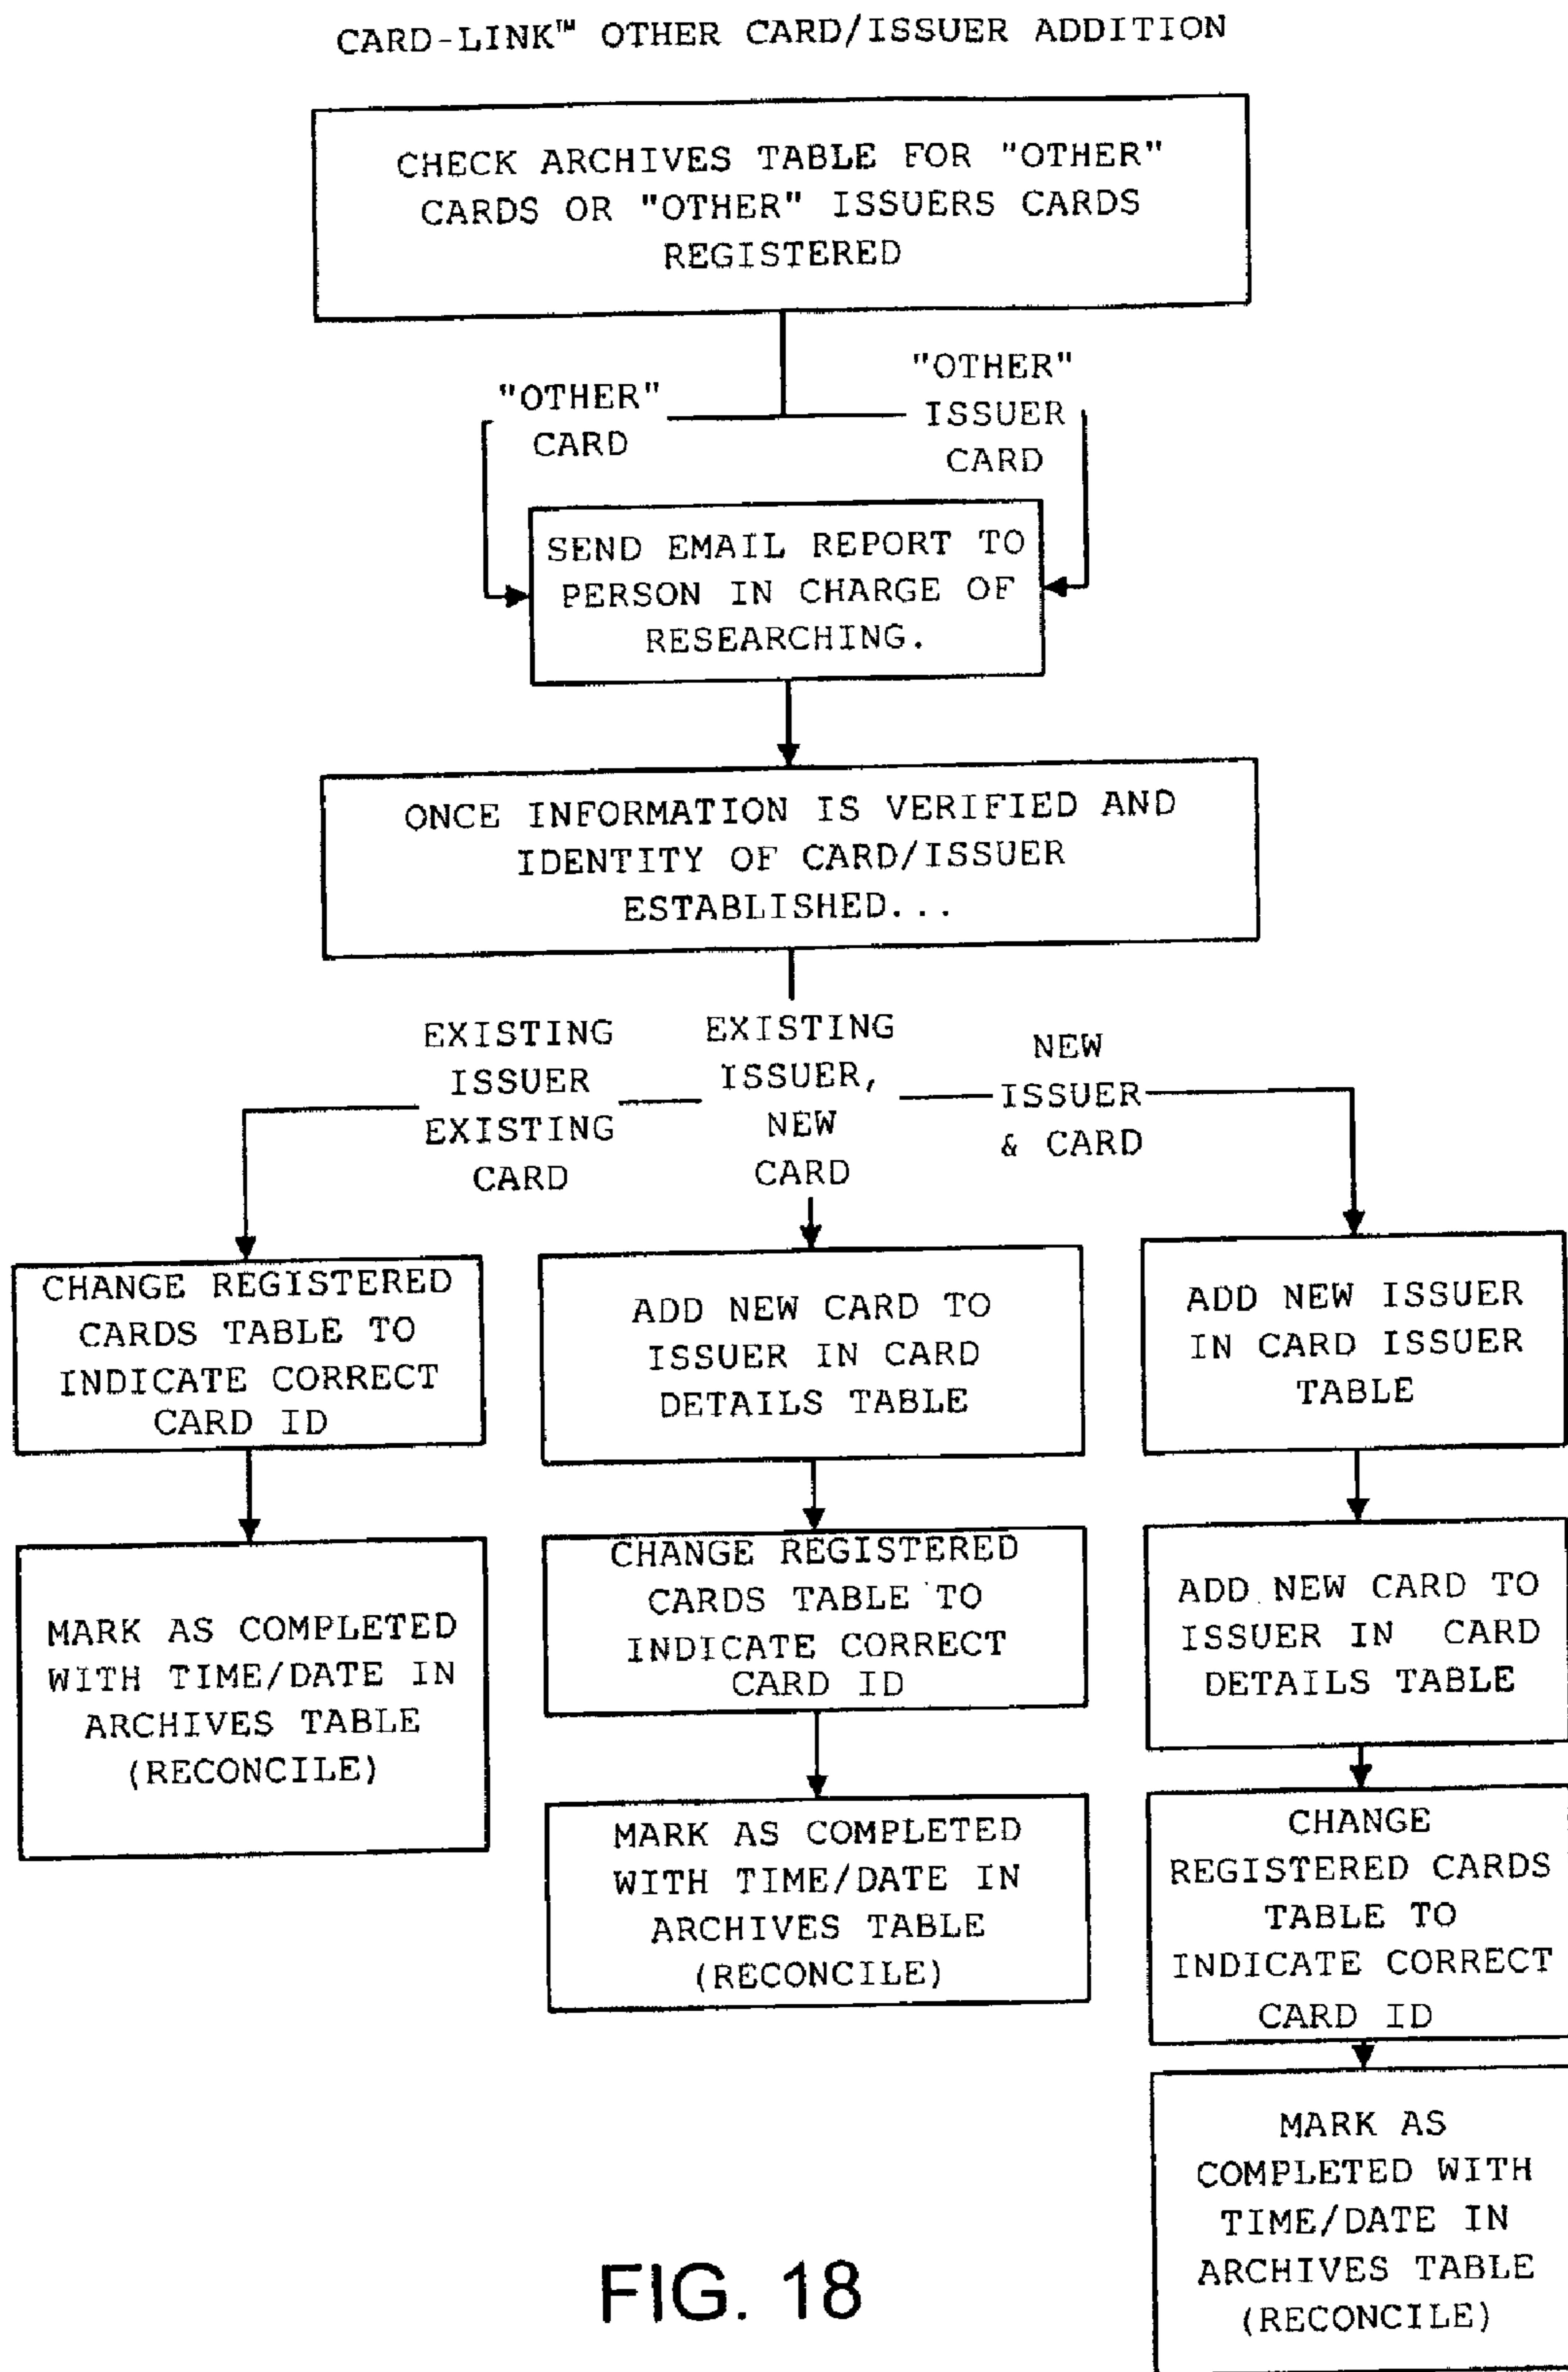 CARD-LINK™ OTHER CARD/ISSUER ADDITION
CHECK ARCHIVES TABLE FOR "OTHER"
CARDS OR "OTHER" ISSUERS CARDS
REGISTERED
"OTHER"
CARD
"OTHER"
ISSUER
CARD
SEND EMAIL REPORT TO
PERSON IN CHARGE OF
RESEARCHING.
ONCE INFORMATION IS VERIFIED AND
IDENTITY OF CARD/ISSUER
ESTABLISHED...
EXISTING
ISSUER
EXISTING
CARD
EXISTING
ISSUER,
NEW
CARD
NEW
ISSUER
& CARD
CHANGE REGISTERED
CARDS TABLE TO
INDICATE CORRECT
CARD ID
MARK AS COMPLETED
WITH TIME/DATE IN
ARCHIVES TABLE
(RECONCILE)
ADD NEW CARD TO
ISSUER IN CARD
DETAILS TABLE
CHANGE REGISTERED
CARDS TABLE TO
INDICATE CORRECT
CARD ID
MARK AS COMPLETED
WITH TIME/DATE IN
ARCHIVES TABLE
(RECONCILE)
ADD NEW ISSUER
IN CARD ISSUER
TABLE
ADD NEW CARD TO
ISSUER IN CARD
DETAILS TABLE
CHANGE
REGISTERED CARDS
TABLE TO
INDICATE CORRECT
CARD ID
MARK AS
COMPLETED WITH
TIME/DATE IN
ARCHIVES TABLE
(RECONCILE)
FIG. 18